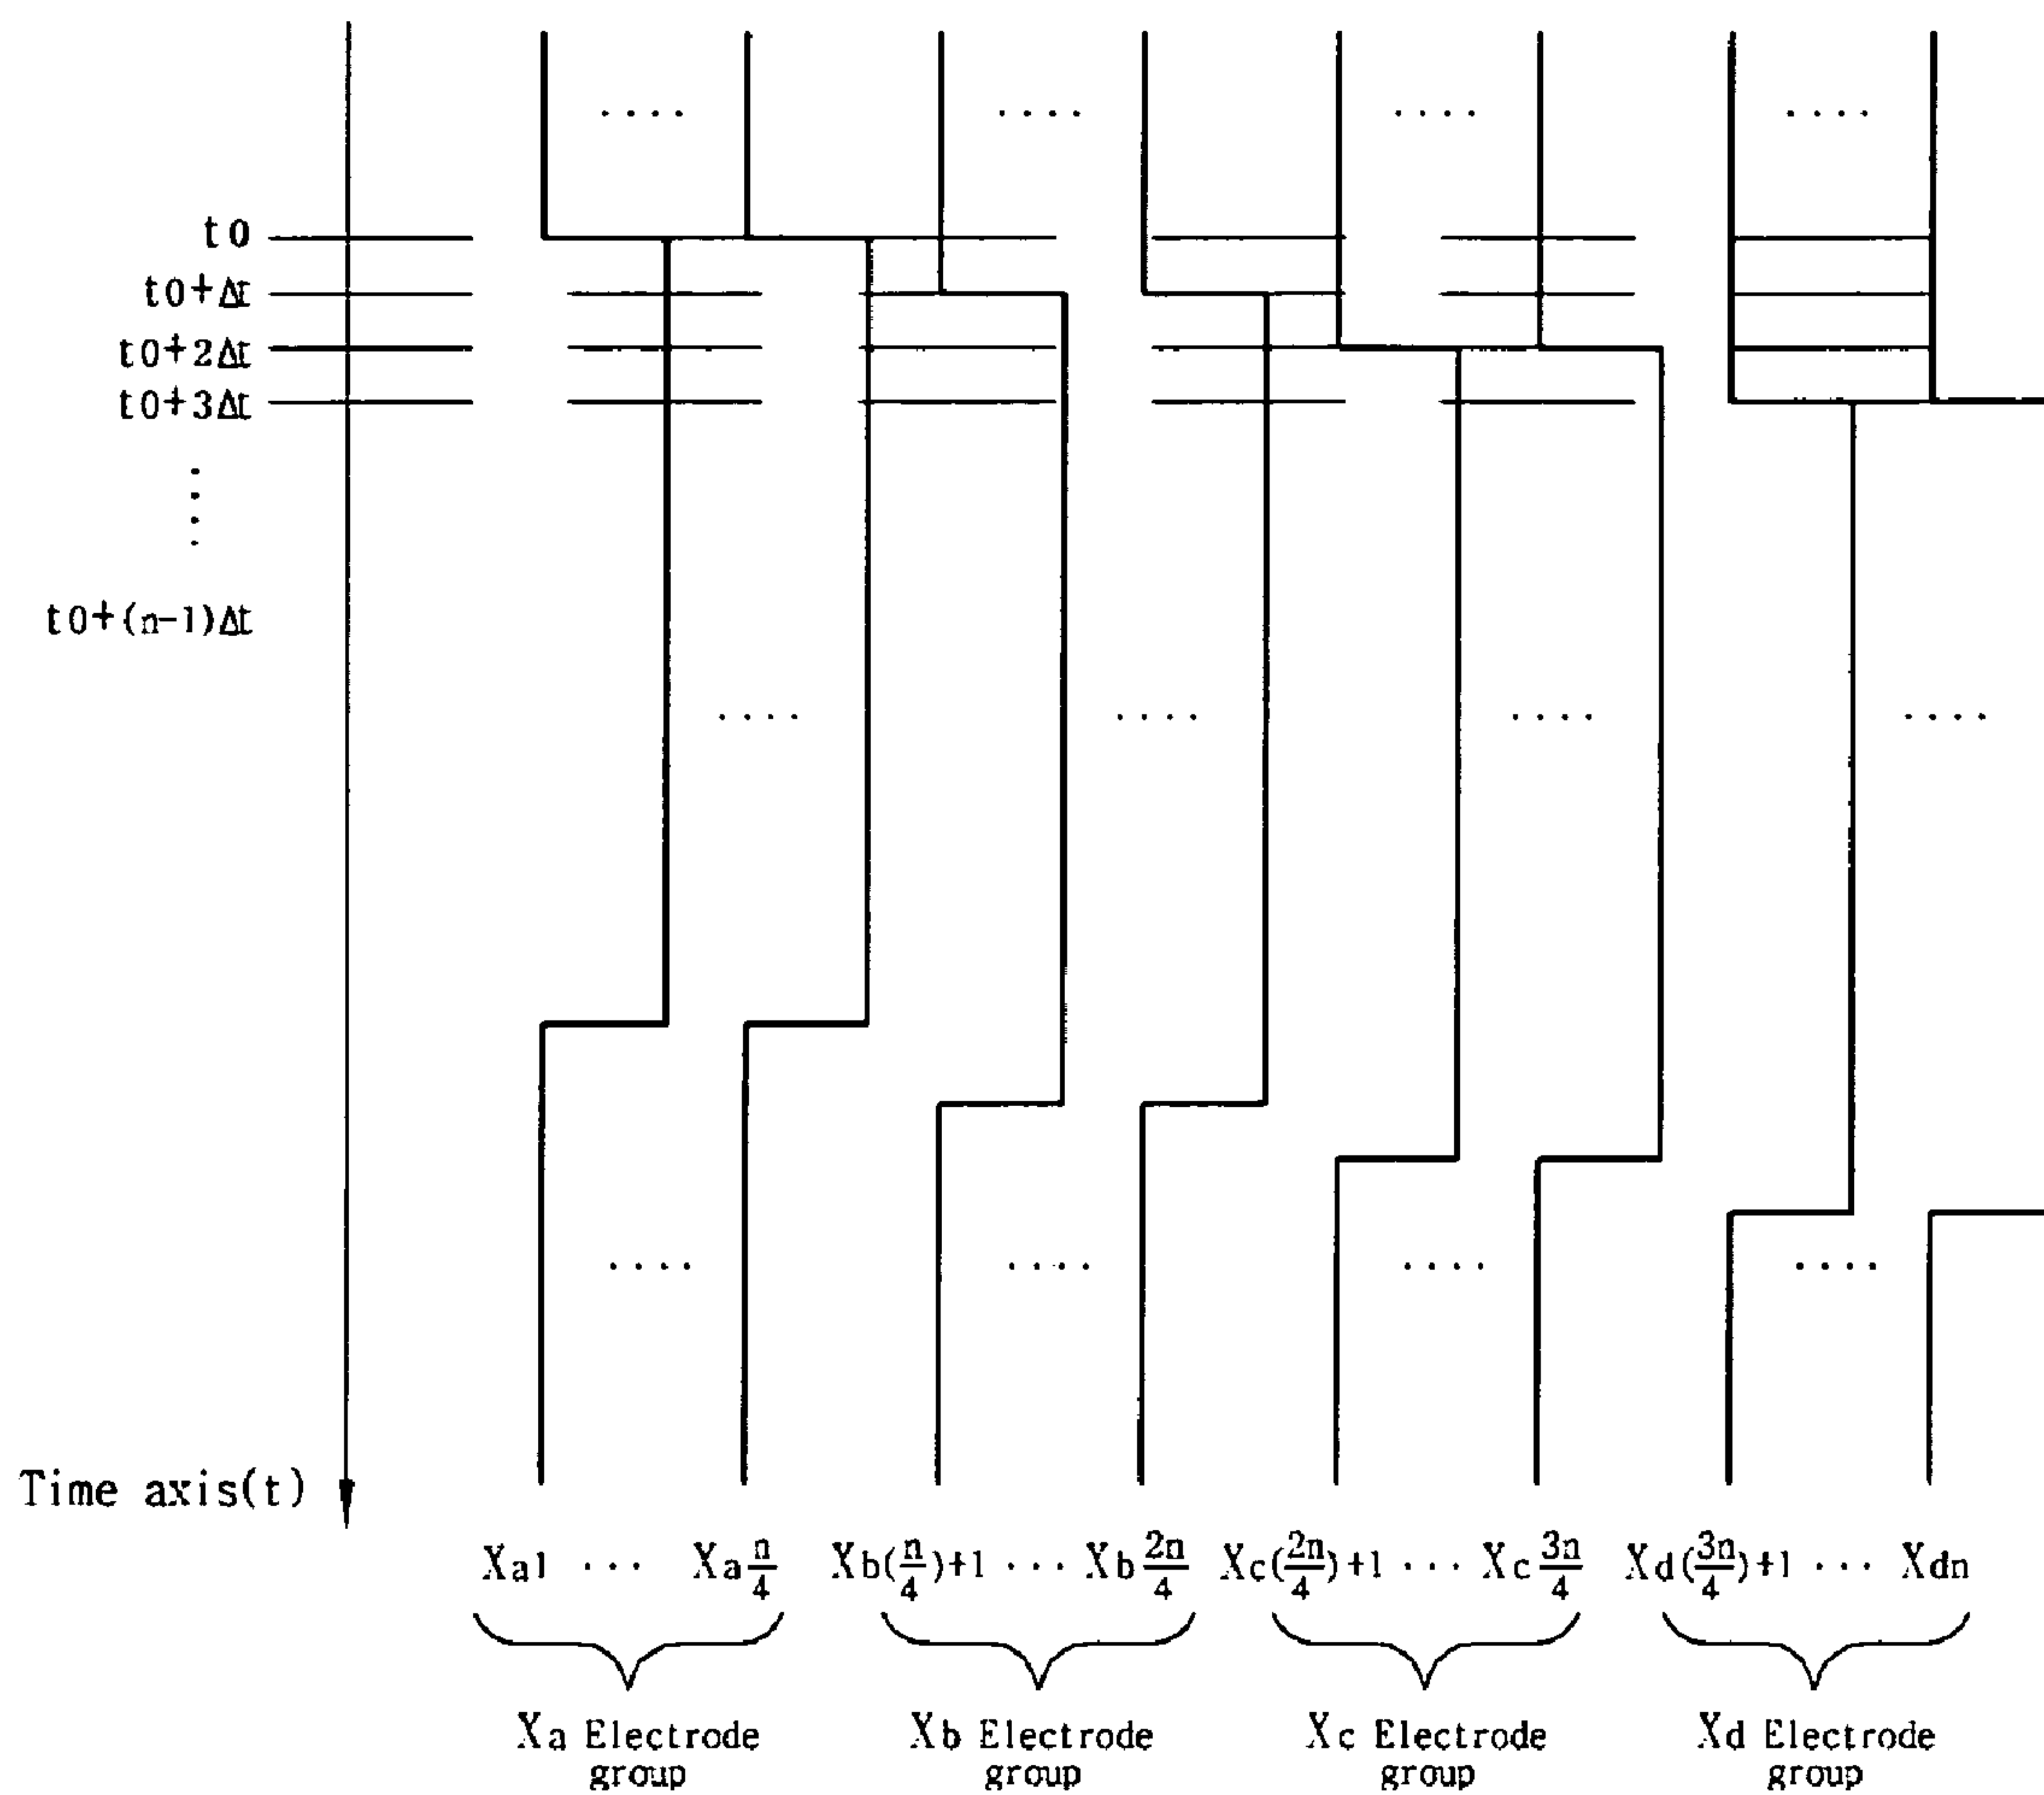 t0
t0+Δt
t0+2Δt
t0+3Δt
t0+(n-1)Δt
Time axis(t)
Xa1 ··· Xa n/4 Xb(n/4)+1 ··· Xb 2n/4 Xc(2n/4)+1 ··· Xc 3n/4 Xd(3n/4)+1 ··· Xdn
Xa Electrode group
Xb Electrode group
Xc Electrode group
Xd Electrode group